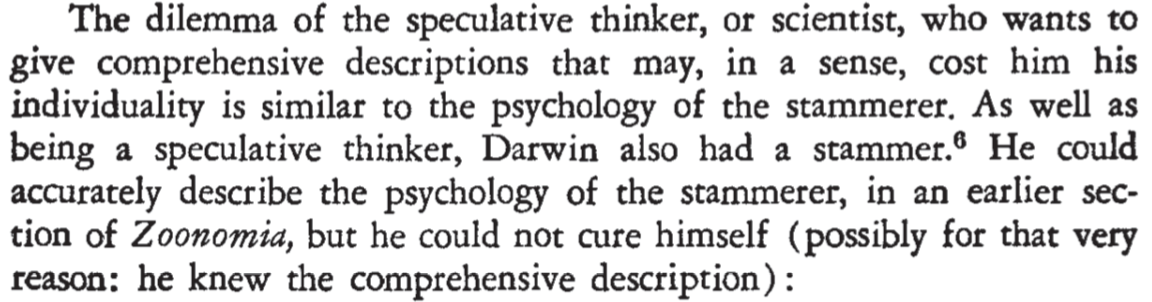 The dilemma of the speculative thinker, or scientist, who wants to
give comprehensive descriptions that may, in a sense, cost him his
individuality is similar to the psychology of the stammerer. As well as
being a speculative thinker, Darwin also had a stammer.⁶ He could
accurately describe the psychology of the stammerer, in an earlier sec-
tion of Zoonomia, but he could not cure himself (possibly for that very
reason: he knew the comprehensive description):